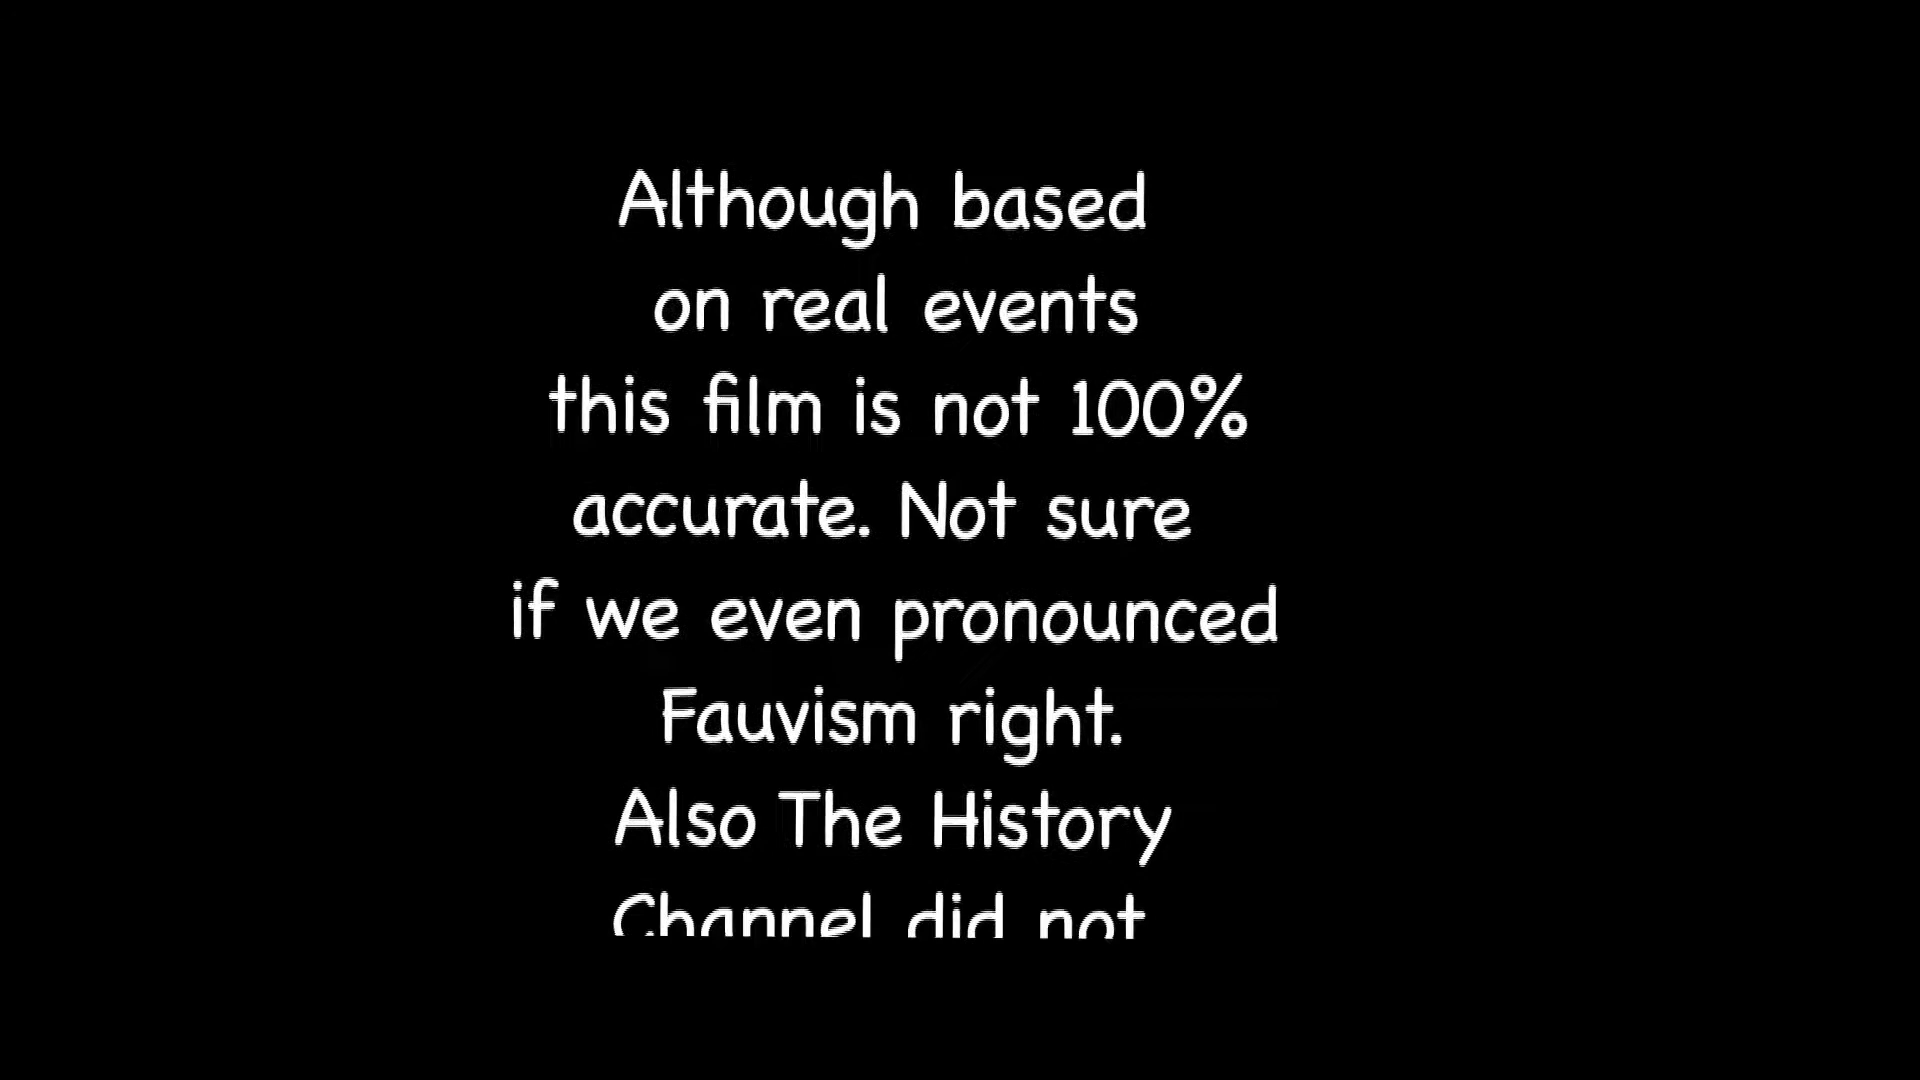 Although based
on real events
this film is not 100%
accurate. Not sure
if we even pronounced
Fauvism right.
Also The History
Channel did not